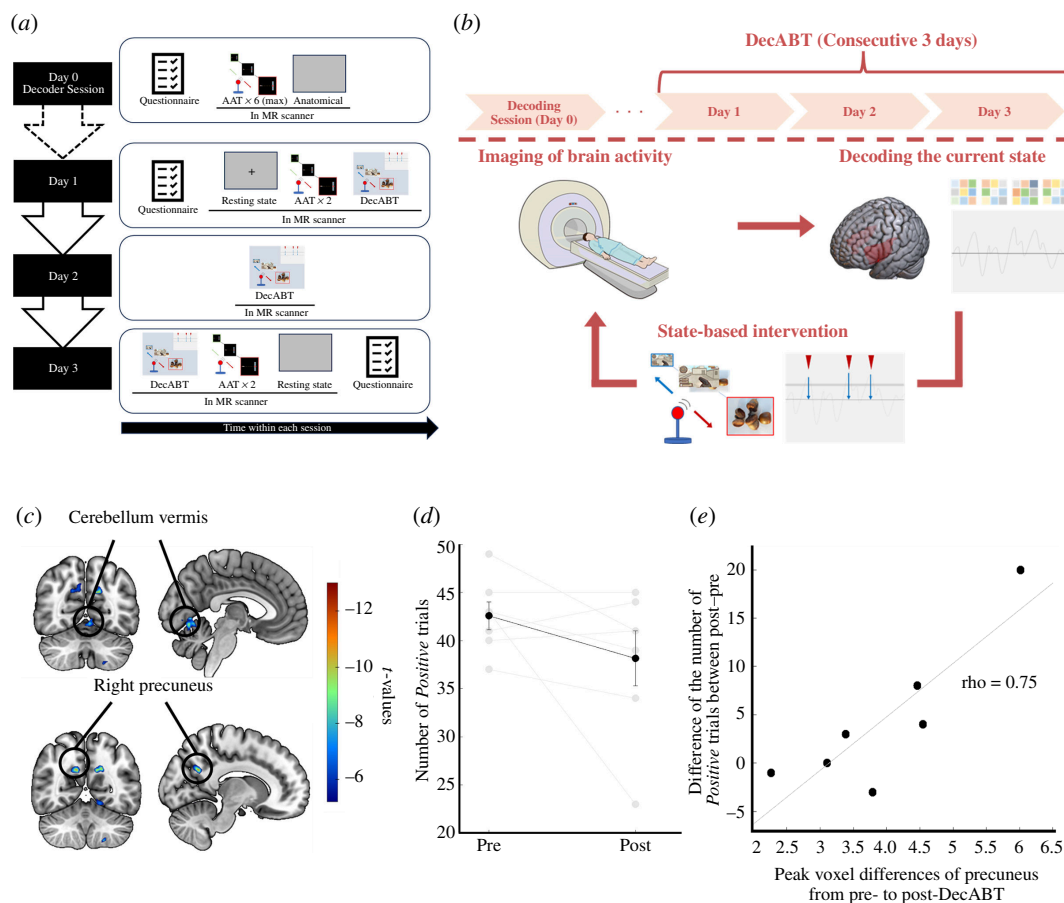 (a)
Day 0
Decoder Session
Questionnaire
AAT × 6 (max)
Anatomical
In MR scanner
Day 1
Questionnaire
Resting state
AAT × 2
DecABT
In MR scanner
Day 2
DecABT
In MR scanner
Day 3
DecABT
AAT × 2
Resting state
Questionnaire
In MR scanner
Time within each session
(b)
DecABT (Consecutive 3 days)
Decoding
Session (Day 0)
· · ·
Day 1
Day 2
Day 3
Imaging of brain activity
Decoding the current state
State-based intervention
(c)
Cerebellum vermis
Right precuneus
–12
–10
–8
–6
t-values
(d)
50
45
40
35
30
25
20
Number of Positive trials
Pre
Post
(e)
20
15
10
5
0
–5
Difference of the number of
Positive trials between post–pre
rho = 0.75
2 2.5 3 3.5 4 4.5 5 5.5 6 6.5
Peak voxel differences of precuneus
from pre- to post-DecABT